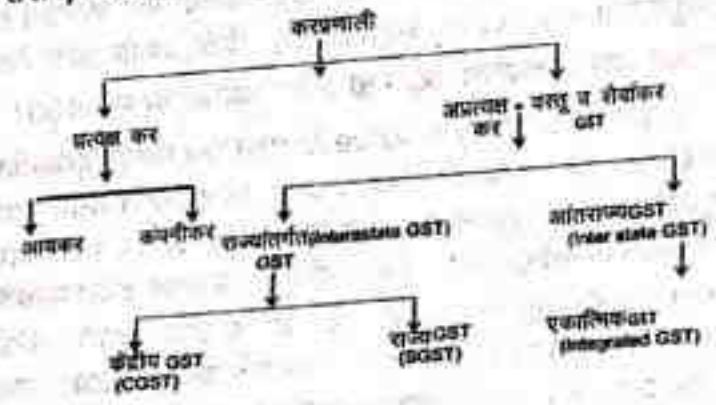 करप्रणाली
प्रत्यक्ष कर
अप्रत्यक्ष = वस्तू व सेवाकर
कर GST
आयकर
कंपनीकर
राज्यांतर्गत(Intrastate GST)
GST
आंतरराज्यGST
(Inter state GST)
केंद्रीय GST
(CGST)
राज्यGST
(SGST)
एकात्मिकGST
(Integrated GST)